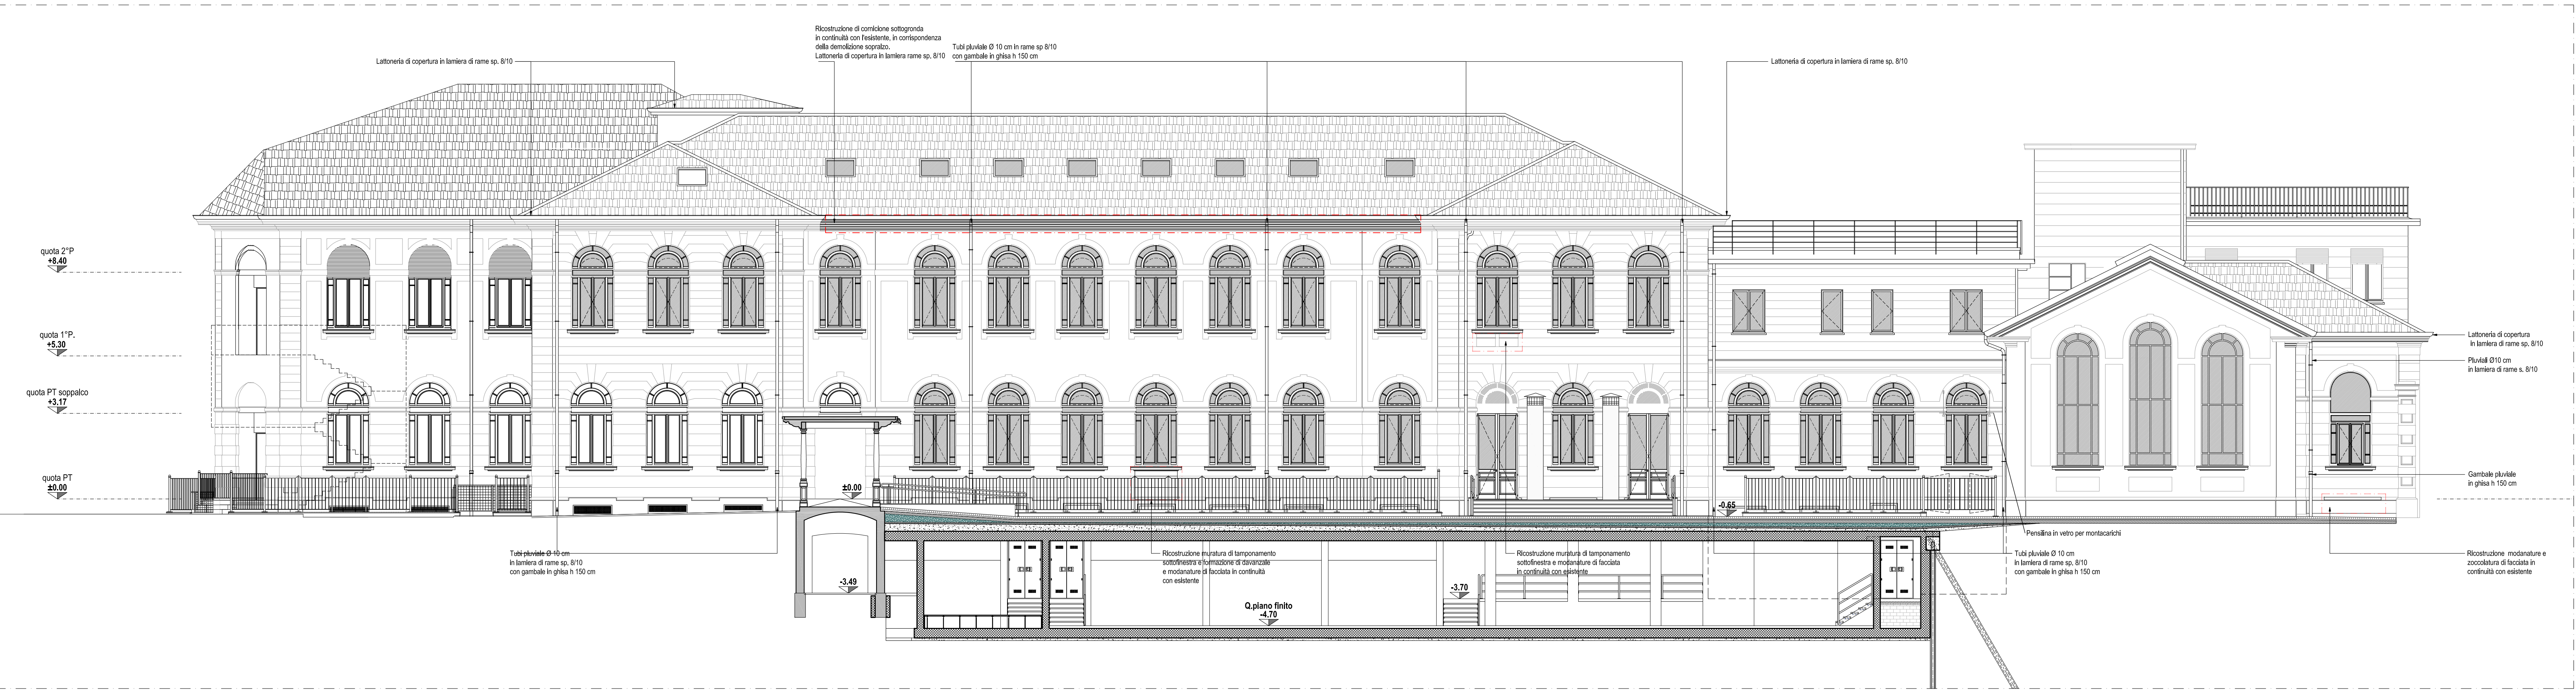 Ricostruzione di cornicione sottogronda
in continuità con l'esistente, in corrispondenza
della demolizione sopralzo.
Lattoneria di copertura in lamiera rame sp. 8/10
Tubi pluviale Ø 10 cm in rame sp 8/10
con gambale in ghisa h 150 cm
Lattoneria di copertura in lamiera di rame sp. 8/10
Lattoneria di copertura in lamiera di rame sp. 8/10
quota 2°P
+8.40
quota 1°P.
+5.30
quota PT soppalco
+3.17
quota PT
±0.00
±0.00
-0.65
Lattoneria di copertura
in lamiera di rame sp. 8/10
Pluviali Ø10 cm
in lamiera di rame s. 8/10
Gambale pluviale
in ghisa h 150 cm
Pensilina in vetro per montacarichi
Tubi pluviale Ø 10 cm
in lamiera di rame sp. 8/10
con gambale in ghisa h 150 cm
Ricostruzione muratura di tamponamento
sottofinestra e formazione di davanzale
e modanature di facciata in continuità
con esistente
Ricostruzione muratura di tamponamento
sottofinestra e modanature di facciata
in continuità con esistente
Tubi pluviale Ø 10 cm
in lamiera di rame sp. 8/10
con gambale in ghisa h 150 cm
Ricostruzione modanature e
zoccolatura di facciata in
continuità con esistente
-3.49
-3.70
Q.piano finito
-4.70